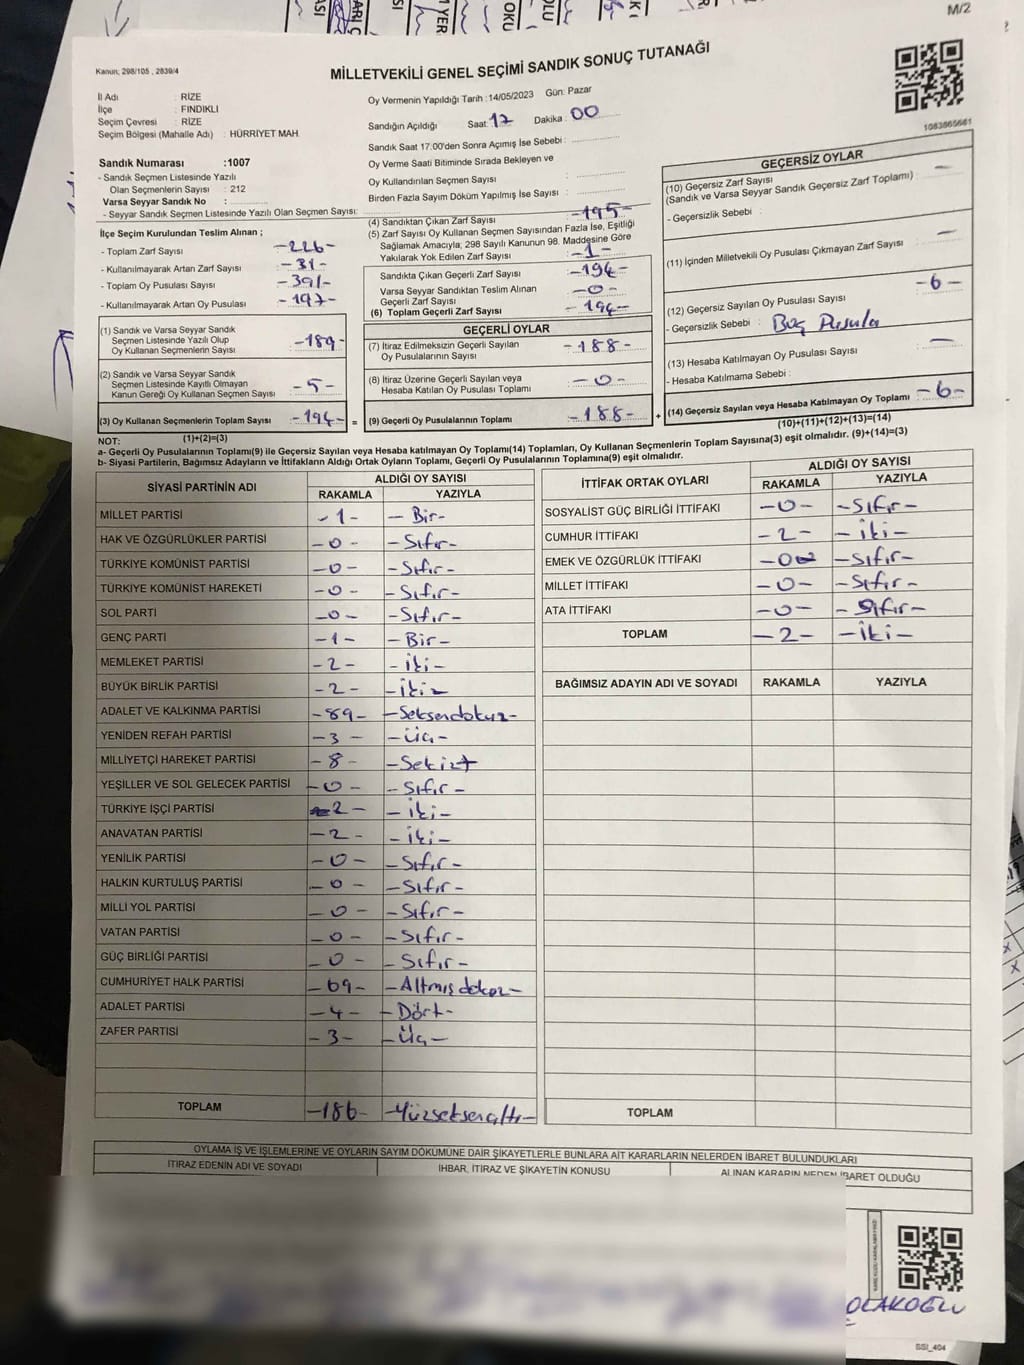 M/2
Kanun, 298/105 , 2839/4
MİLLETVEKİLİ GENEL SEÇİMİ SANDIK SONUÇ TUTANAĞI
İl Adı : RİZE
İlçe : FINDIKLI
Seçim Çevresi : RİZE
Seçim Bölgesi (Mahalle Adı) : HÜRRİYET MAH.
Oy Vermenin Yapıldığı Tarih :14/05/2023 Gün: Pazar
Sandığın Açıldığı Saat: 17 Dakika : 00
Sandık Saat 17:00'den Sonra Açımış İse Sebebi :
Oy Verme Saati Bitiminde Sırada Bekleyen ve
Oy Kullandırılan Seçmen Sayısı :
Birden Fazla Sayım Döküm Yapılmış İse Sayısı :
1083865661
Sandık Numarası :1007
- Sandık Seçmen Listesinde Yazılı
Olan Seçmenlerin Sayısı : 212
Varsa Seyyar Sandık No :
- Seyyar Sandık Seçmen Listesinde Yazılı Olan Seçmen Sayısı:
İlçe Seçim Kurulundan Teslim Alınan ;
- Toplam Zarf Sayısı -226-
- Kullanılmayarak Artan Zarf Sayısı -31-
- Toplam Oy Pusulası Sayısı -391-
- Kullanılmayarak Artan Oy Pusulası -197-
(1) Sandık ve Varsa Seyyar Sandık
Seçmen Listesinde Yazılı Olup
Oy Kullanan Seçmenlerin Sayısı -189-
(2) Sandık ve Varsa Seyyar Sandık
Seçmen Listesinde Kayıtlı Olmayan
Kanun Gereği Oy Kullanan Seçmen Sayısı -5-
(3) Oy Kullanan Seçmenlerin Toplam Sayısı -194- =
(1)+(2)=(3)
(4) Sandıktan Çıkan Zarf Sayısı -195-
(5) Zarf Sayısı Oy Kullanan Seçmen Sayısından Fazla İse, Eşitliği
Sağlamak Amacıyla; 298 Sayılı Kanunun 98. Maddesine Göre
Yakılarak Yok Edilen Zarf Sayısı -1-
Sandıkta Çıkan Geçerli Zarf Sayısı -194-
Varsa Seyyar Sandıktan Teslim Alınan
Geçerli Zarf Sayısı -0-
(6) Toplam Geçerli Zarf Sayısı -194-
GEÇERLİ OYLAR
(7) İtiraz Edilmeksizin Geçerli Sayılan
Oy Pusulalarının Sayısı -188-
(8) İtiraz Üzerine Geçerli Sayılan veya
Hesaba Katılan Oy Pusulası Toplamı -0-
(9) Geçerli Oy Pusulalarının Toplamı -188- +
GEÇERSİZ OYLAR
(10) Geçersiz Zarf Sayısı -
(Sandık ve Varsa Seyyar Sandık Geçersiz Zarf Toplamı) :
- Geçersizlik Sebebi :
(11) İçinden Milletvekili Oy Pusulası Çıkmayan Zarf Sayısı -
(12) Geçersiz Sayılan Oy Pusulası Sayısı -6-
- Geçersizlik Sebebi : Boş Pusula
(13) Hesaba Katılmayan Oy Pusulası Sayısı -
- Hesaba Katılmama Sebebi :
(14) Geçersiz Sayılan veya Hesaba Katılmayan Oy Toplamı -6-
(10)+(11)+(12)+(13)=(14)
NOT:
a- Geçerli Oy Pusulalarının Toplamı(9) ile Geçersiz Sayılan veya Hesaba katılmayan Oy Toplamı(14) Toplamları, Oy Kullanan Seçmenlerin Toplam Sayısına(3) eşit olmalıdır. (9)+(14)=(3)
b- Siyasi Partilerin, Bağımsız Adayların ve İttifakların Aldığı Ortak Oyların Toplamı, Geçerli Oy Pusulalarının Toplamına(9) eşit olmalıdır.
SİYASİ PARTİNİN ADI ALDIĞI OY SAYISI
RAKAMLA YAZIYLA
MİLLET PARTİSİ -1- -Bir-
HAK VE ÖZGÜRLÜKLER PARTİSİ -0- -Sıfır-
TÜRKİYE KOMÜNİST PARTİSİ -0- -Sıfır-
TÜRKİYE KOMÜNİST HAREKETİ -0- -Sıfır-
SOL PARTİ -0- -Sıfır-
GENÇ PARTİ -1- -Bir-
MEMLEKET PARTİSİ -2- -İki-
BÜYÜK BİRLİK PARTİSİ -2- -İki-
ADALET VE KALKINMA PARTİSİ -89- -Seksendokuz-
YENİDEN REFAH PARTİSİ -3- -Üç-
MİLLİYETÇİ HAREKET PARTİSİ -8- -Sekiz-
YEŞİLLER VE SOL GELECEK PARTİSİ -0- -Sıfır-
TÜRKİYE İŞÇİ PARTİSİ -2- -İki-
ANAVATAN PARTİSİ -2- -İki-
YENİLİK PARTİSİ -0- -Sıfır-
HALKIN KURTULUŞ PARTİSİ -0- -Sıfır-
MİLLİ YOL PARTİSİ -0- -Sıfır-
VATAN PARTİSİ -0- -Sıfır-
GÜÇ BİRLİĞİ PARTİSİ -0- -Sıfır-
CUMHURİYET HALK PARTİSİ -69- -Altmış dokuz-
ADALET PARTİSİ -4- -Dört-
ZAFER PARTİSİ -3- -Üç-
TOPLAM -186- -Yüzseksenaltı-
İTTİFAK ORTAK OYLARI ALDIĞI OY SAYISI
RAKAMLA YAZIYLA
SOSYALİST GÜÇ BİRLİĞİ İTTİFAKI -0- -Sıfır-
CUMHUR İTTİFAKI -2- -İki-
EMEK VE ÖZGÜRLÜK İTTİFAKI -0- -Sıfır-
MİLLET İTTİFAKI -0- -Sıfır-
ATA İTTİFAKI -0- -Sıfır-
TOPLAM -2- -İki-
BAĞIMSIZ ADAYIN ADI VE SOYADI RAKAMLA YAZIYLA
TOPLAM
OYLAMA İŞ VE İŞLEMLERİNE VE OYLARIN SAYIM DÖKÜMÜNE DAİR ŞİKAYETLERLE BUNLARA AİT KARARLARIN NELERDEN İBARET BULUNDUKLARI
İTİRAZ EDENİN ADI VE SOYADI İHBAR, İTİRAZ VE ŞİKAYETİN KONUSU ALINAN KARARIN NEDEN İBARET OLDUĞU
OLAKOĞLU
SSI_404